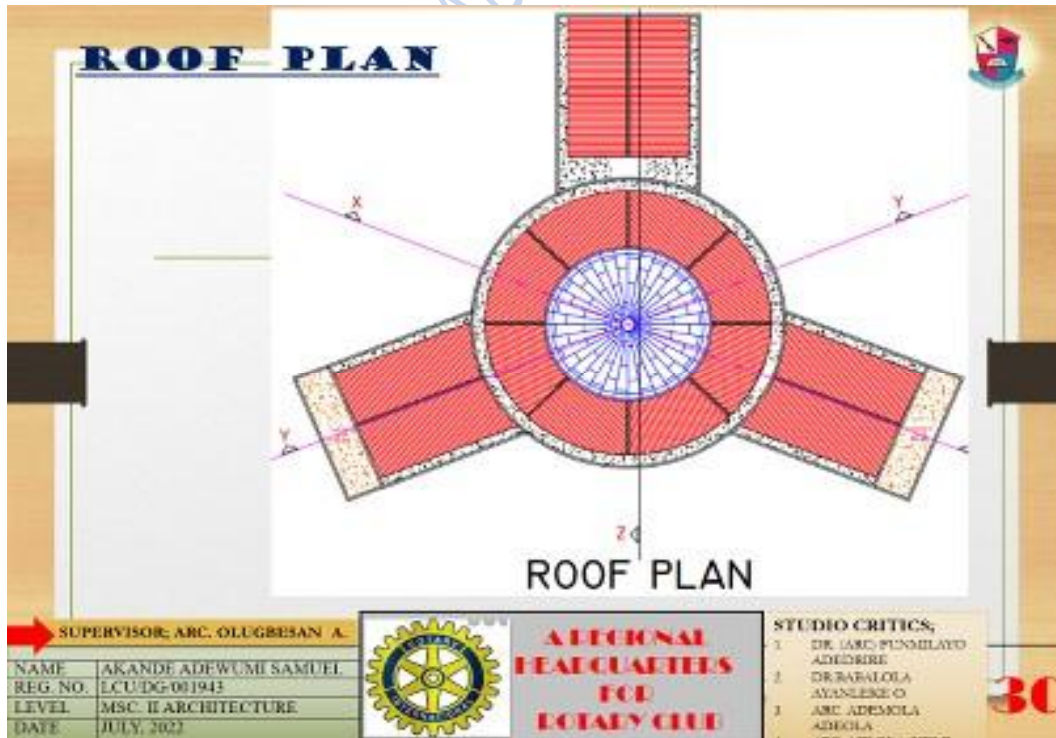 ROOF PLAN
X
Y
Y
Z
ROOF PLAN
SUPERVISOR; ARC. OLUGBESAN A.
NAME AKANDE ADEWUMI SAMUEL
REG. NO. LCU/DG/001943
LEVEL MSC. II ARCHITECTURE
DATE JULY, 2022
ROTARY
INTERNATIONAL
A REGIONAL
HEADQUARTERS
FOR
ROTARY CLUB
STUDIO CRITICS;
1 DR. (ARC) FUNMILAYO
2 DR BABALOLA
AYANLEKE O
3 ARC ADEMOLA
ADEOLA
30